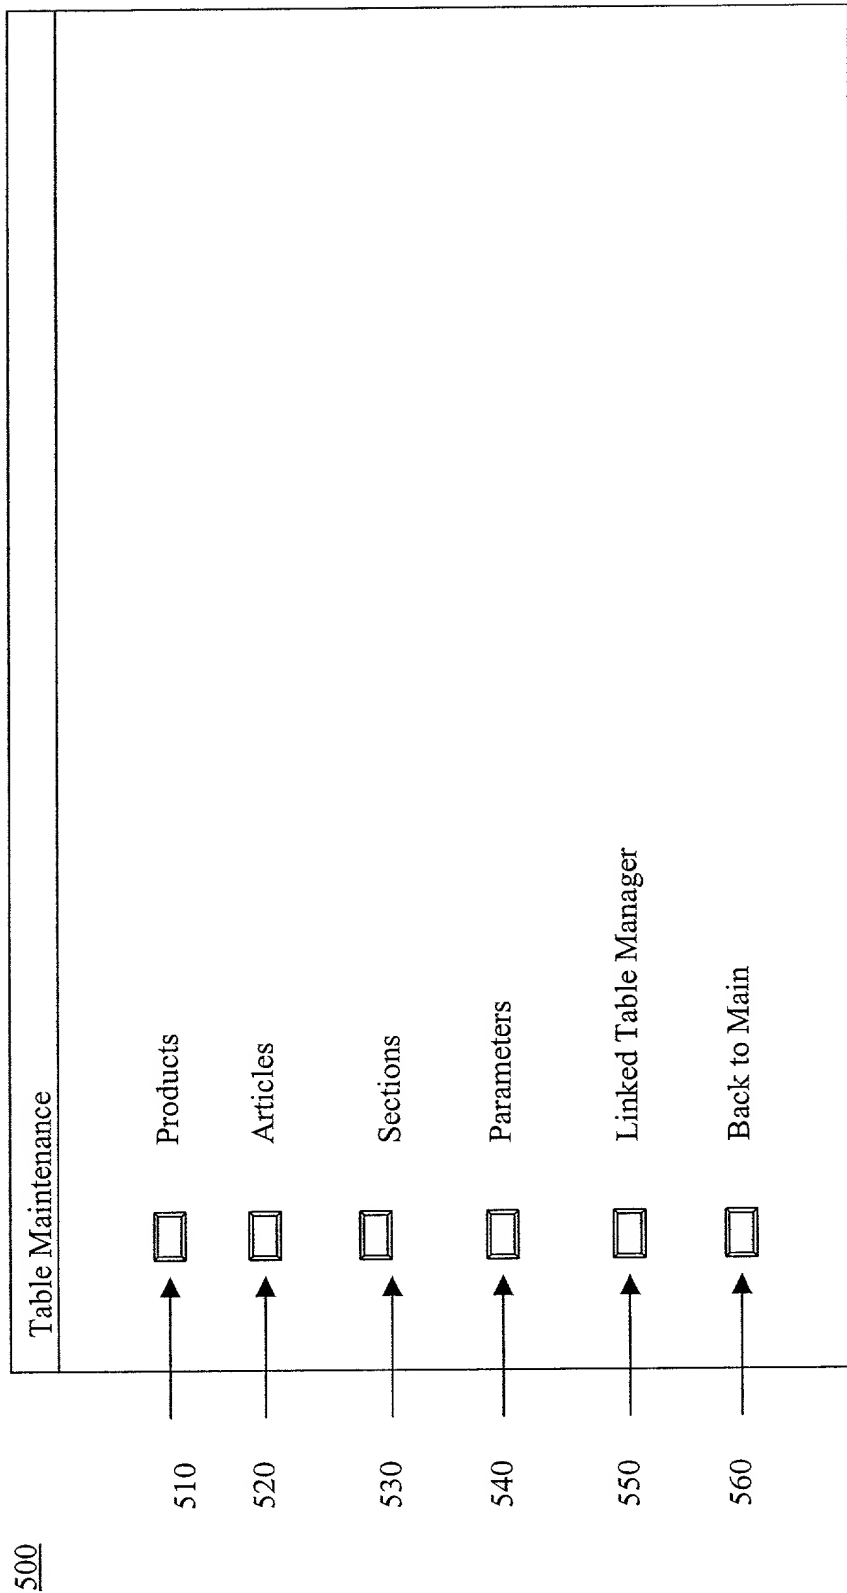 500
Table Maintenance
510 Products
520 Articles
530 Sections
540 Parameters
550 Linked Table Manager
560 Back to Main